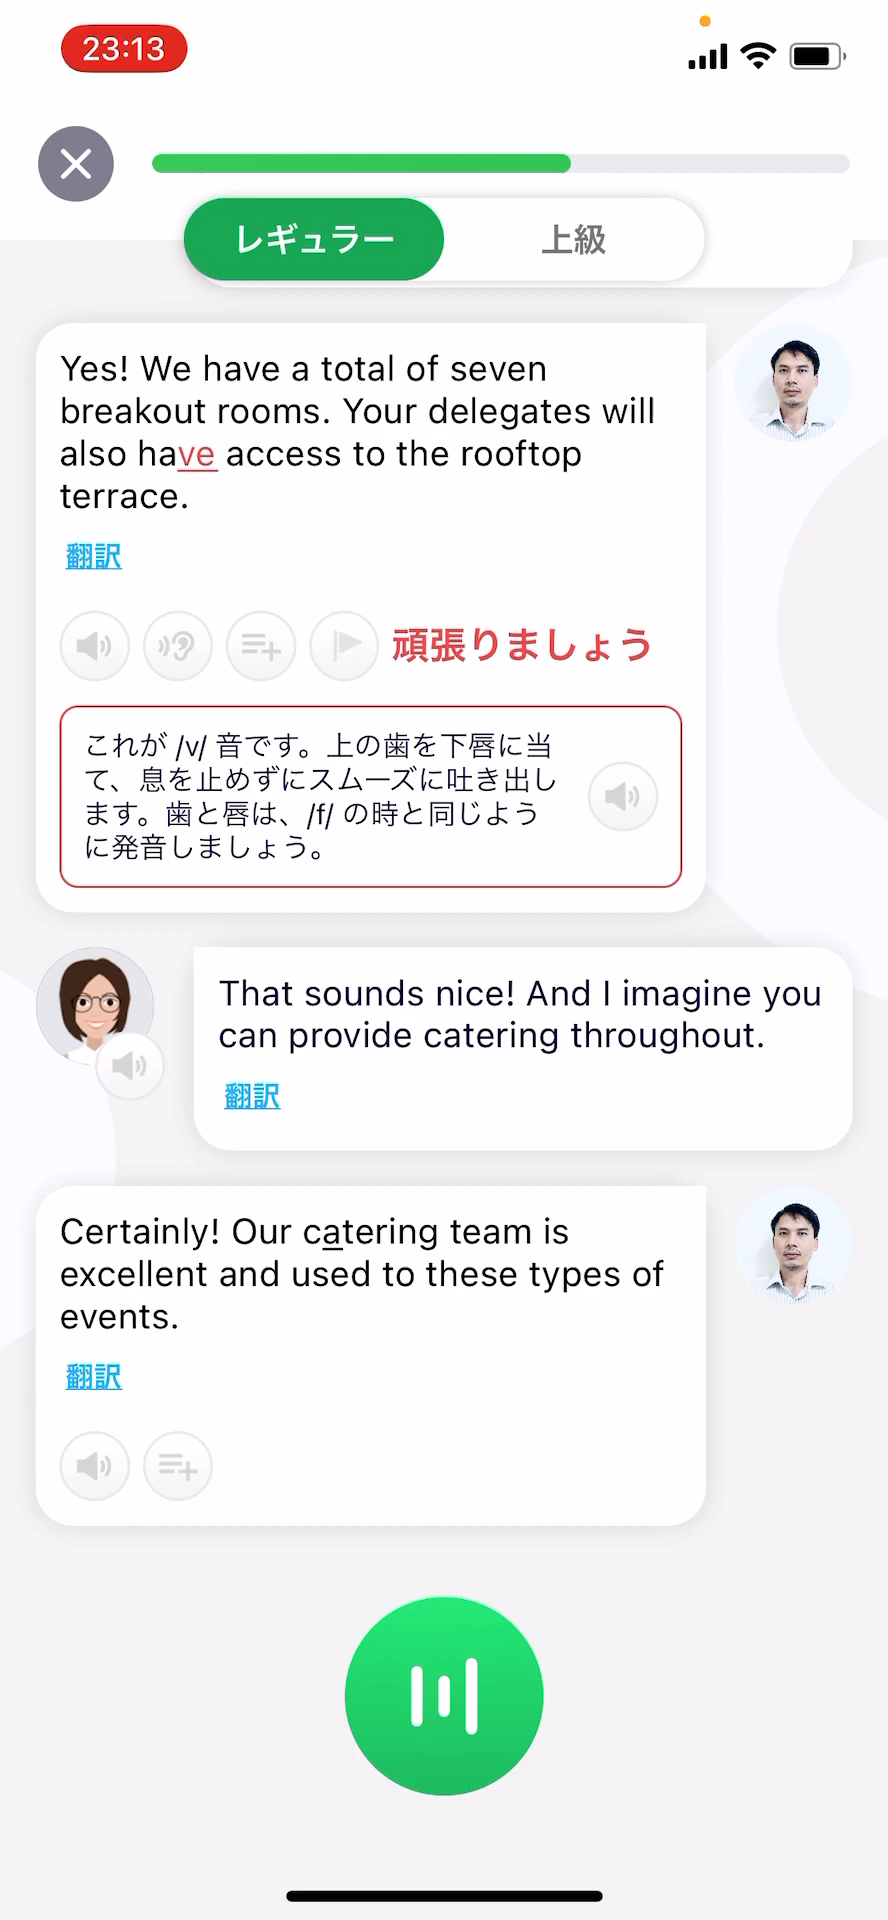 23:13
レギュラー
上級
Yes! We have a total of seven
breakout rooms. Your delegates will
also have access to the rooftop
terrace.
翻訳
頑張りましょう
これが /v/ 音です。上の歯を下唇に当
て、息を止めずにスムーズに吐き出し
ます。歯と唇は、/f/ の時と同じよう
に発音しましょう。
That sounds nice! And I imagine you
can provide catering throughout.
翻訳
Certainly! Our catering team is
excellent and used to these types of
events.
翻訳